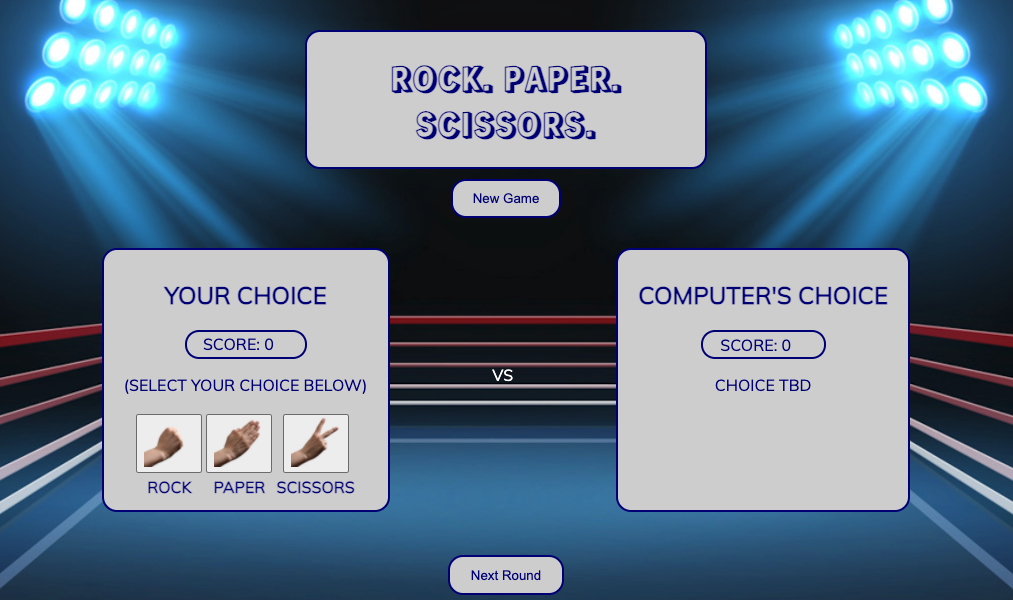 ROCK. PAPER.
SCISSORS.
New Game
YOUR CHOICE
SCORE: 0
(SELECT YOUR CHOICE BELOW)
ROCK PAPER SCISSORS
VS
COMPUTER'S CHOICE
SCORE: 0
CHOICE TBD
Next Round